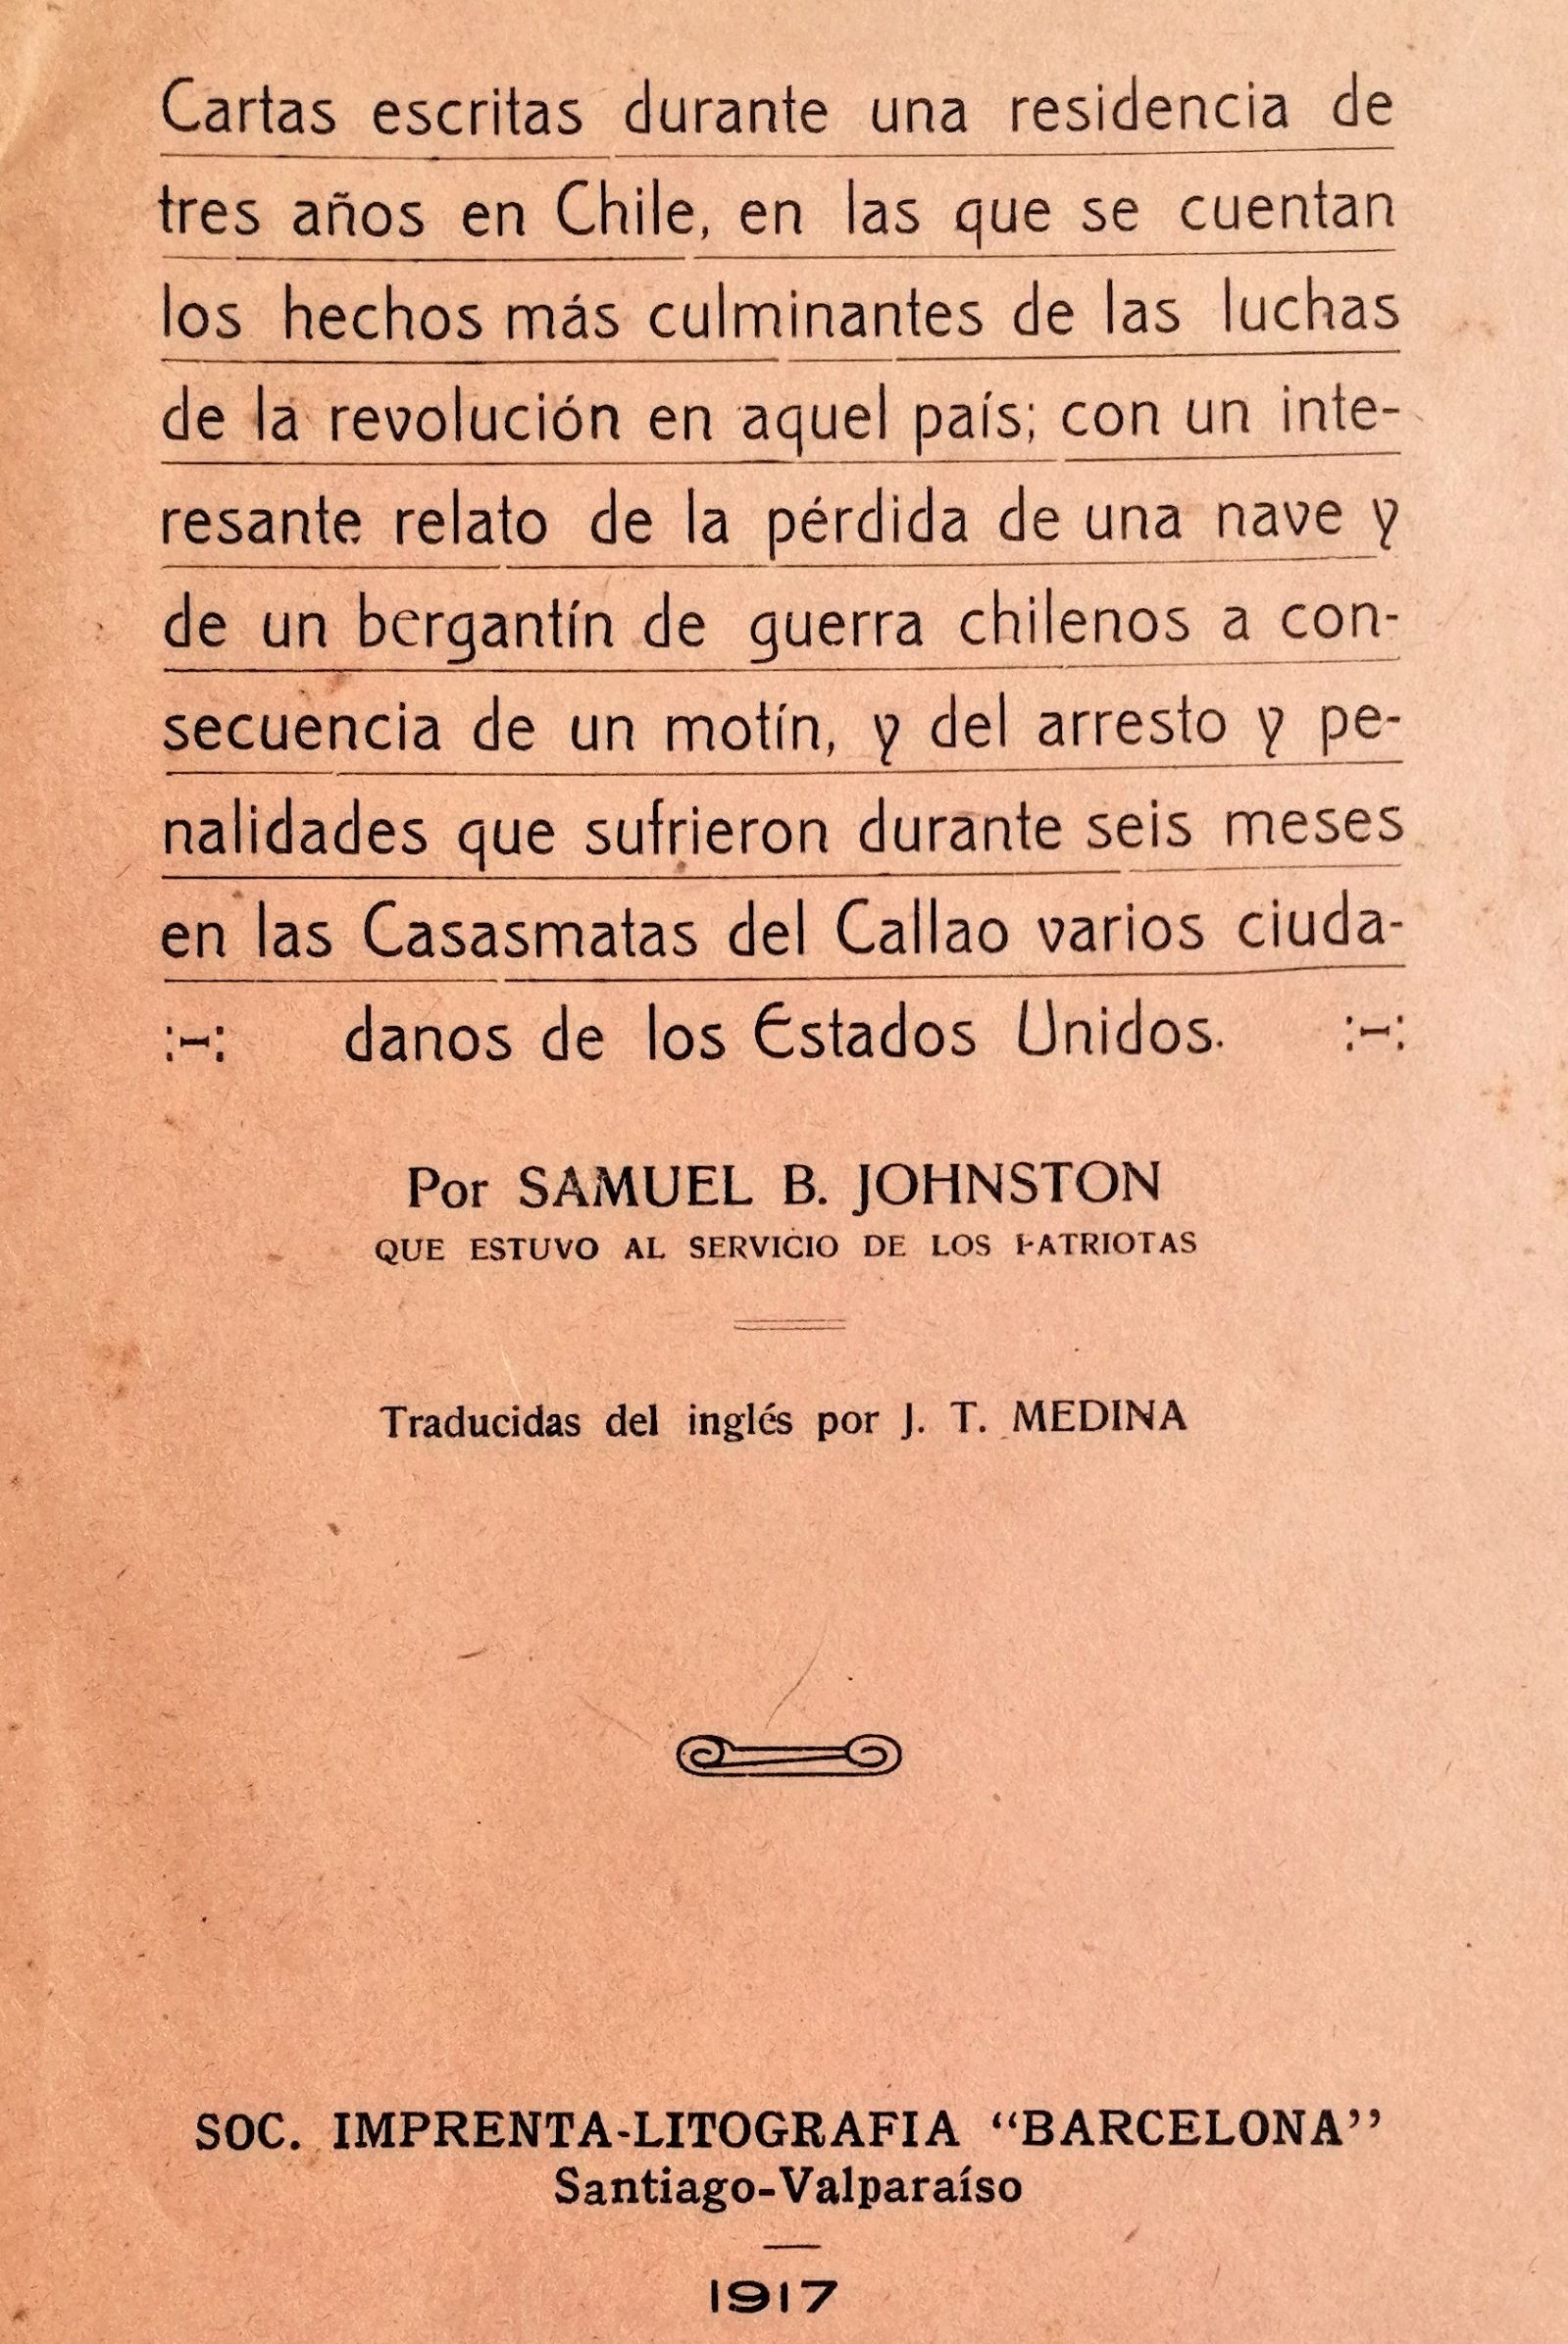 Cartas escritas durante una residencia de
tres años en Chile, en las que se cuentan
los hechos más culminantes de las luchas
de la revolución en aquel país; con un inte-
resante relato de la pérdida de una nave y
de un bergantín de guerra chilenos a con-
secuencia de un motín, y del arresto y pe-
nalidades que sufrieron durante seis meses
en las Casasmatas del Callao varios ciuda-
:-: danos de los Estados Unidos. :-:
Por SAMUEL B. JOHNSTON
QUE ESTUVO AL SERVICIO DE LOS PATRIOTAS
Traducidas del inglés por J. T. MEDINA
SOC. IMPRENTA-LITOGRAFIA “BARCELONA”
Santiago-Valparaíso
1917